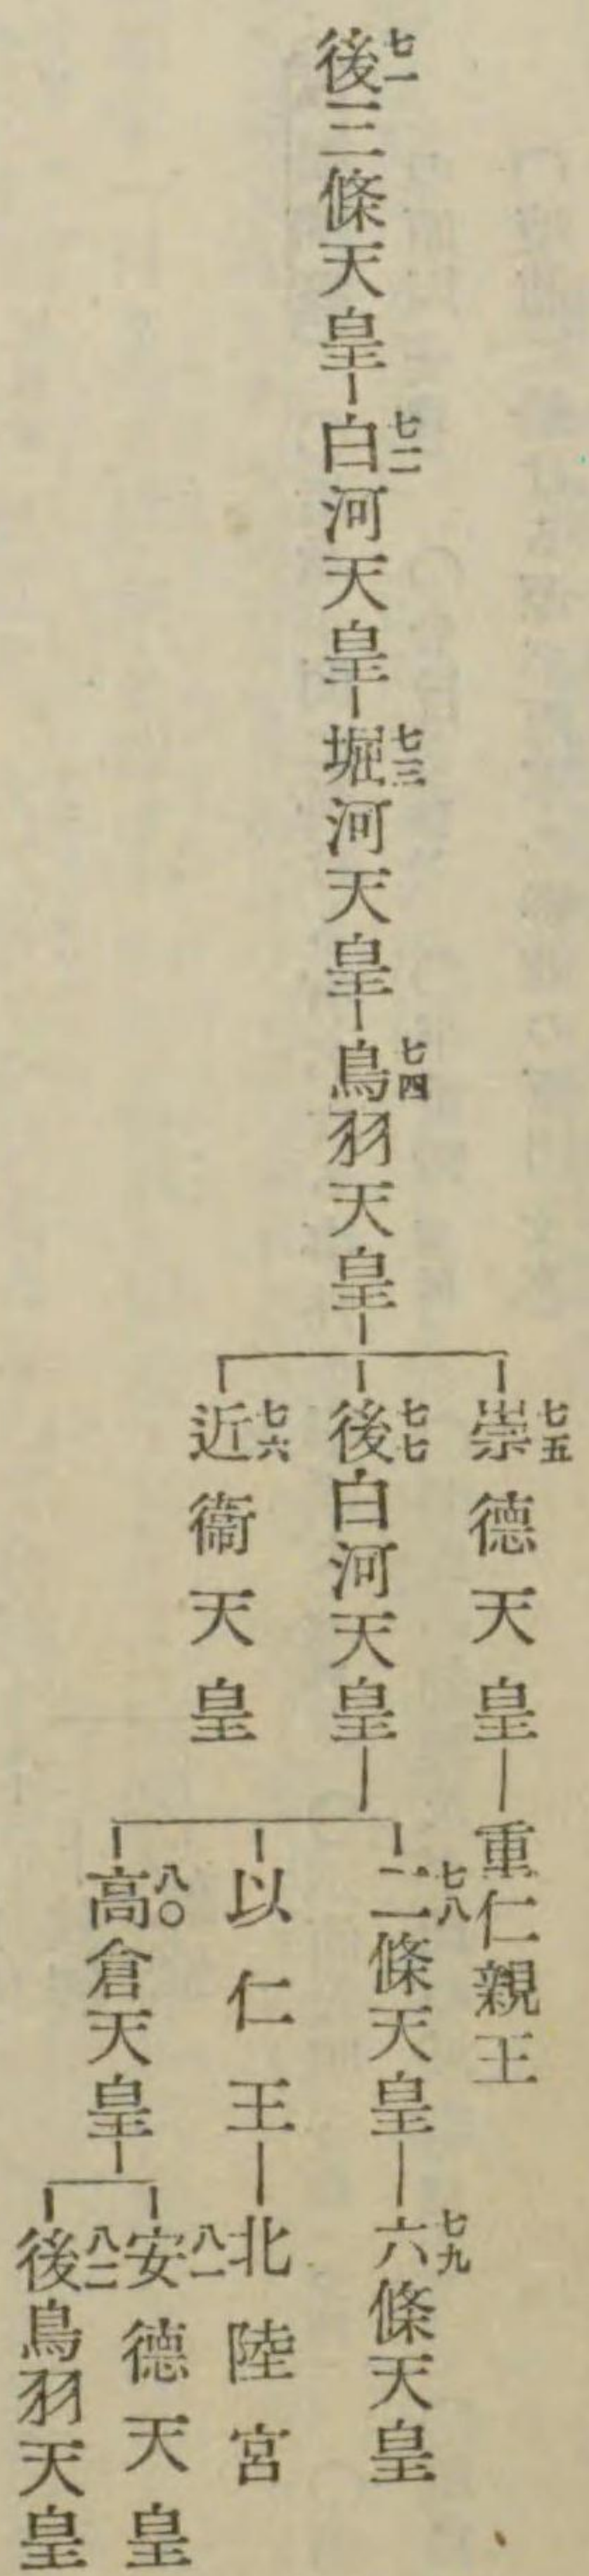 七一
後三條天皇
七二
白河天皇
七三
堀河天皇
七四
鳥羽天皇
七五
崇德天皇
重仁親王
七七
後白河天皇
七八
二條天皇
七九
六條天皇
以仁王
北陸宮
八〇
高倉天皇
八一
安德天皇
八二
後鳥羽天皇
七六
近衞天皇